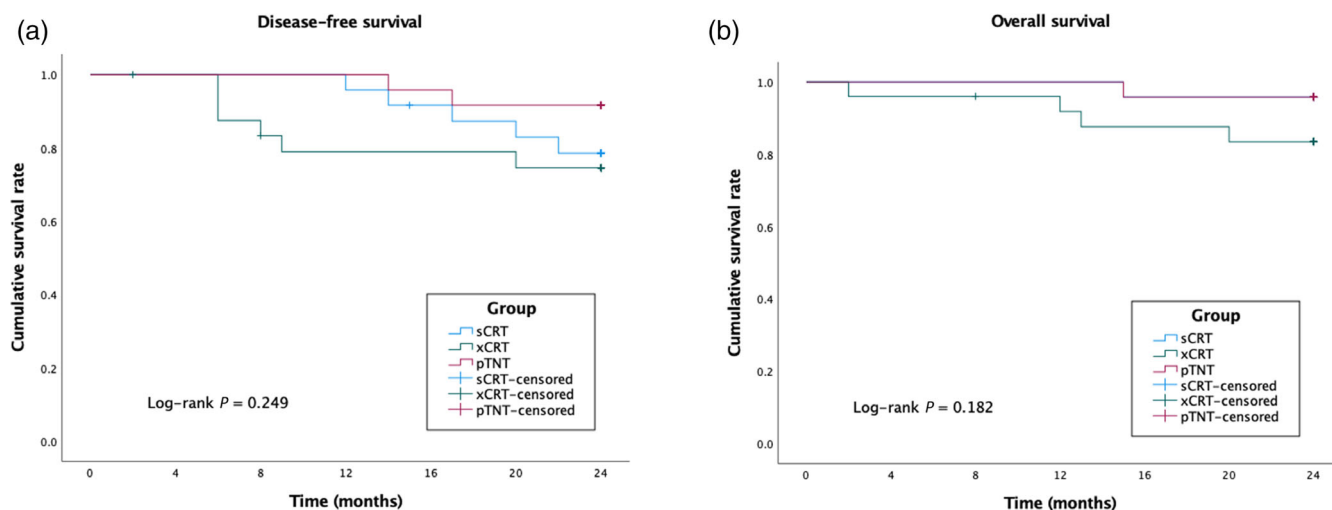 (a)
Disease-free survival
Cumulative survival rate
1.0
0.8
0.6
0.4
0.2
0.0
Group
sCRT
xCRT
pTNT
sCRT-censored
xCRT-censored
pTNT-censored
Log-rank P = 0.249
0 4 8 12 16 20 24
Time (months)
(b)
Overall survival
Cumulative survival rate
1.0
0.8
0.6
0.4
0.2
0.0
Group
sCRT
xCRT
pTNT
sCRT-censored
xCRT-censored
pTNT-censored
Log-rank P = 0.182
0 4 8 12 16 20 24
Time (months)